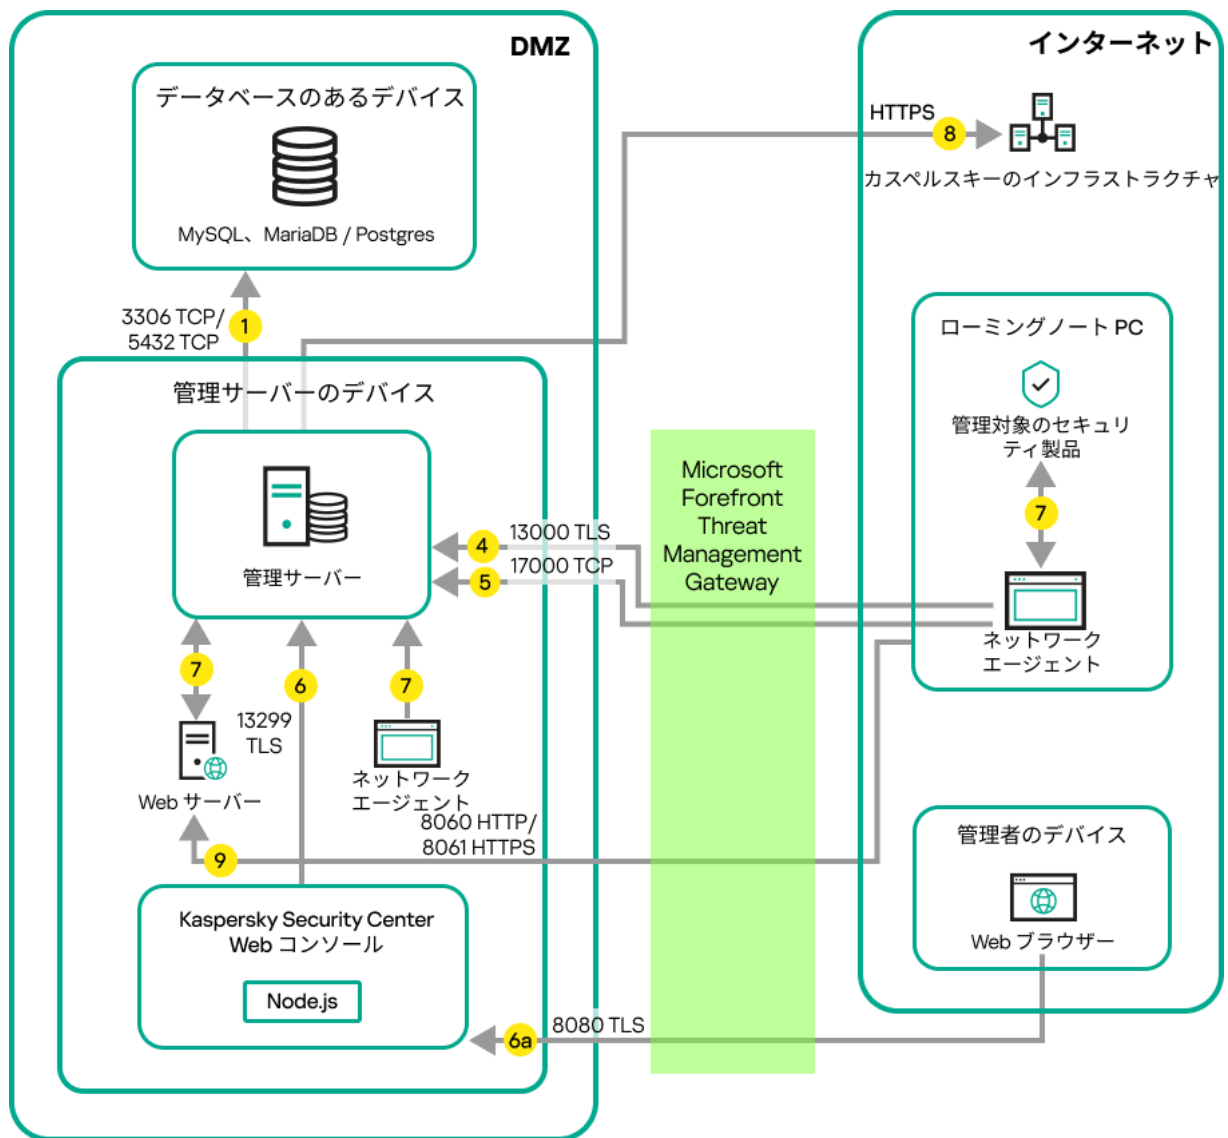 DMZ
データベースのあるデバイス
MySQL、MariaDB / Postgres
3306 TCP/
5432 TCP
1
管理サーバーのデバイス
管理サーバー
4
13000 TLS
5
17000 TCP
7
6
7
13299
TLS
Web サーバー
ネットワーク
エージェント
8060 HTTP/
8061 HTTPS
9
Kaspersky Security Center
Web コンソール
Node.js
6a
8080 TLS
Microsoft
Forefront
Threat
Management
Gateway
インターネット
HTTPS
8
カスペルスキーのインフラストラクチャ
ローミングノート PC
管理対象のセキュリ
ティ製品
7
ネットワーク
エージェント
管理者のデバイス
Web ブラウザー